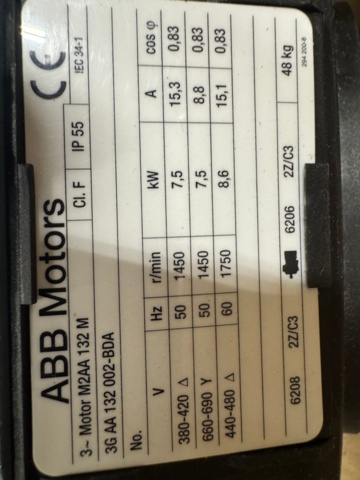 ABB Motors CE
3~ Motor M2AA 132 M Cl. F IP 55 IEC 34-1
3G AA 132 002-BDA
No.
V Hz r/min kW A cos φ
380-420 Δ 50 1450 7,5 15,3 0,83
660-690 Y 50 1450 7,5 8,8 0,83
440-480 Δ 60 1750 8,6 15,1 0,83
6208 2Z/C3 6206 2Z/C3 48 kg
294 200-8